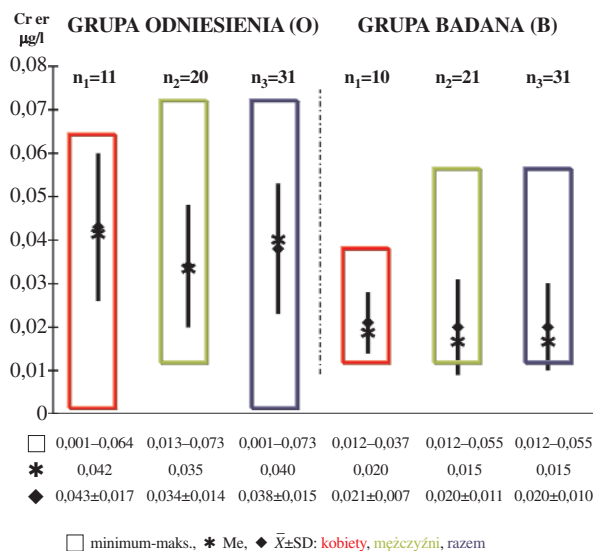 Cr er
µg/l
GRUPA ODNIESIENIA (O) GRUPA BADANA (B)
n1=11 n2=20 n3=31 n1=10 n2=21 n3=31
0,08
0,07
0,06
0,05
0,04
0,03
0,02
0,01
0
□ 0,001–0,064 0,013–0,073 0,001–0,073 0,012–0,037 0,012–0,055 0,012–0,055
✱ 0,042 0,035 0,040 0,020 0,015 0,015
◆ 0,043±0,017 0,034±0,014 0,038±0,015 0,021±0,007 0,020±0,011 0,020±0,010
□ minimum-maks., ✱ Me, ◆ X̅±SD: kobiety, mężczyźni, razem